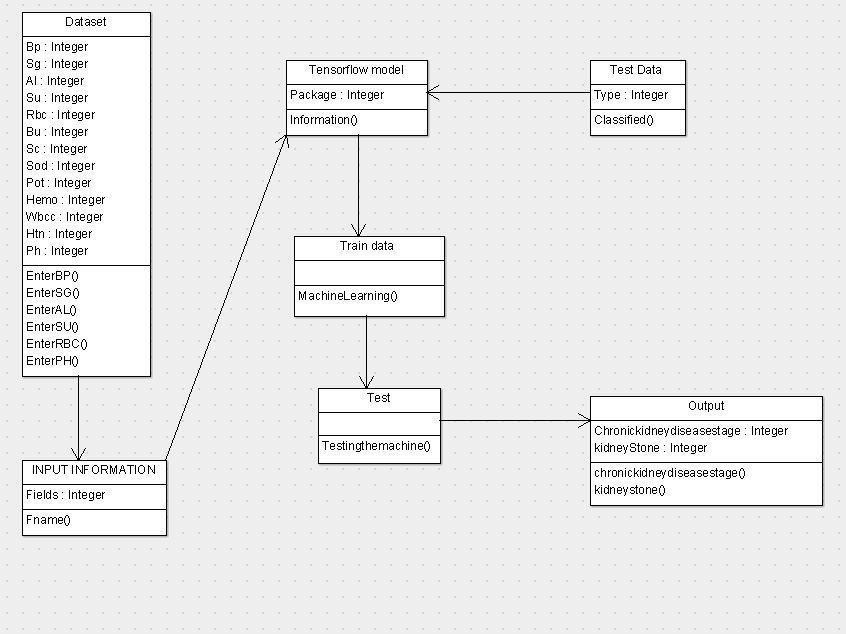 Dataset
Bp : Integer
Sg : Integer
Al : Integer
Su : Integer
Rbc : Integer
Bu : Integer
Sc : Integer
Sod : Integer
Pot : Integer
Hemo : Integer
Wbcc : Integer
Htn : Integer
Ph : Integer
EnterBP()
EnterSG()
EnterAL()
EnterSU()
EnterRBC()
EnterPH()
INPUT INFORMATION
Fields : Integer
Fname()
Tensorflow model
Package : Integer
Information()
Test Data
Type : Integer
Classified()
Train data
MachineLearning()
Test
Testingthemachine()
Output
Chronickidneydiseasestage : Integer
kidneyStone : Integer
chronickidneydiseasestage()
kidneystone()